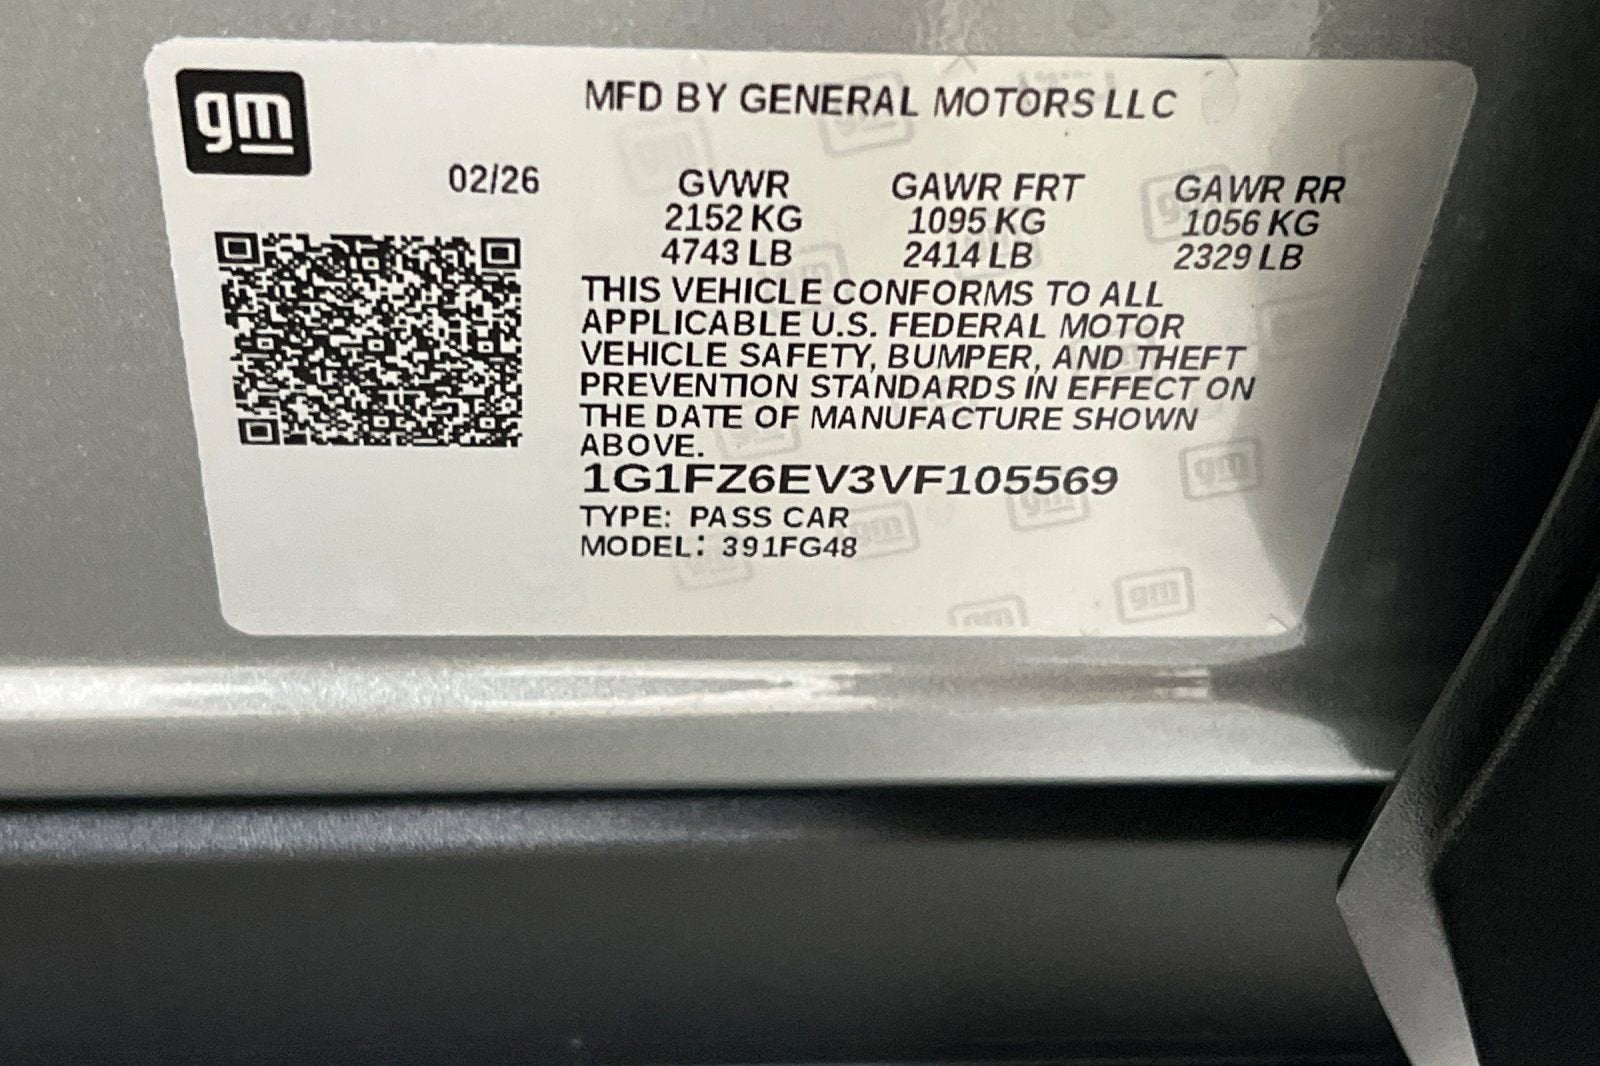 gm
MFD BY GENERAL MOTORS LLC
02/26
GVWR GAWR FRT GAWR RR
2152 KG 1095 KG 1056 KG
4743 LB 2414 LB 2329 LB
THIS VEHICLE CONFORMS TO ALL
APPLICABLE U.S. FEDERAL MOTOR
VEHICLE SAFETY, BUMPER, AND THEFT
PREVENTION STANDARDS IN EFFECT ON
THE DATE OF MANUFACTURE SHOWN
ABOVE.
1G1FZ6EV3VF105569
TYPE: PASS CAR
MODEL: 391FG48